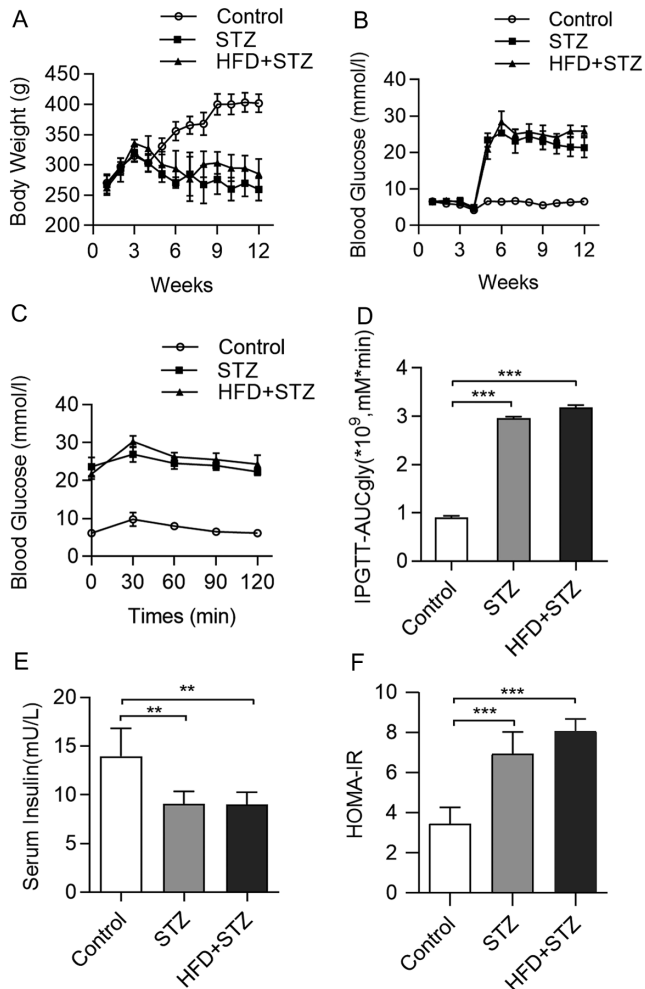 A
Control
STZ
HFD+STZ
Body Weight (g)
450
400
350
300
250
200
0 3 6 9 12
Weeks
B
Control
STZ
HFD+STZ
Blood Glucose (mmol/l)
40
30
20
10
0
0 3 6 9 12
Weeks
C
Control
STZ
HFD+STZ
Blood Glucose (mmol/l)
40
30
20
10
0
0 30 60 90 120
Times (min)
D
IPGTT-AUCgly(*10^9,mM*min)
4
3
2
1
0
***
***
Control
STZ
HFD+STZ
E
Serum Insulin(mU/L)
20
15
10
5
0
**
**
Control
STZ
HFD+STZ
F
HOMA-IR
10
8
6
4
2
0
***
***
Control
STZ
HFD+STZ